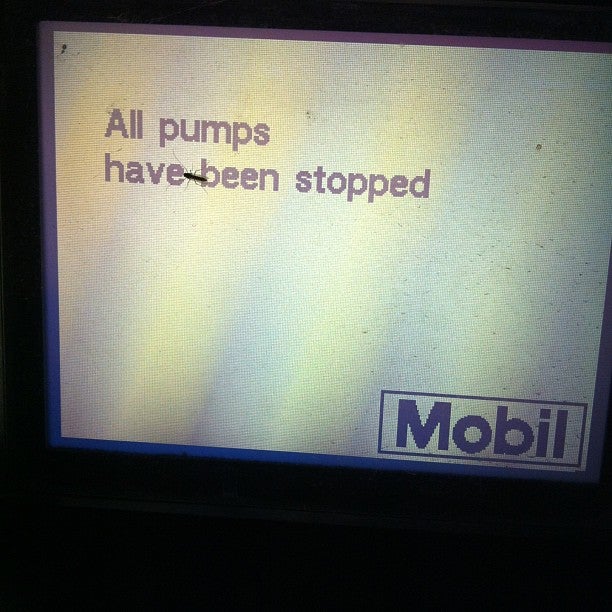 All pumps
have been stopped
Mobil